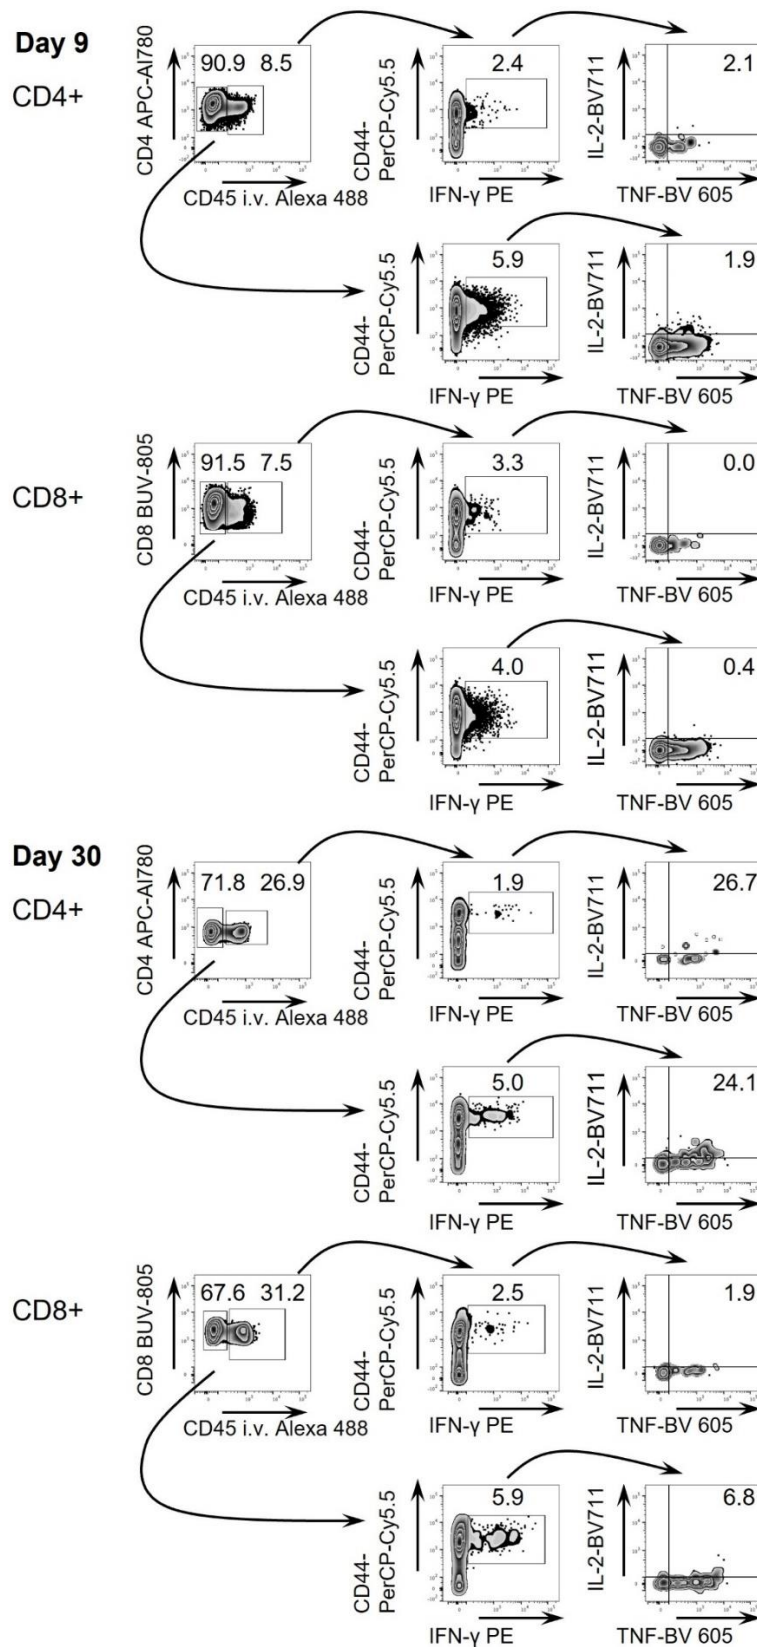 Day 9
CD4+
CD4 APC-Al780
90.9 8.5
CD45 i.v. Alexa 488
CD44-
PerCP-Cy5.5
2.4
IFN-γ PE
IL-2-BV711
2.1
TNF-BV 605
CD44-
PerCP-Cy5.5
5.9
IFN-γ PE
IL-2-BV711
1.9
TNF-BV 605
CD8+
CD8 BUV-805
91.5 7.5
CD45 i.v. Alexa 488
CD44-
PerCP-Cy5.5
3.3
IFN-γ PE
IL-2-BV711
0.0
TNF-BV 605
CD44-
PerCP-Cy5.5
4.0
IFN-γ PE
IL-2-BV711
0.4
TNF-BV 605
Day 30
CD4+
CD4 APC-Al780
71.8 26.9
CD45 i.v. Alexa 488
CD44-
PerCP-Cy5.5
1.9
IFN-γ PE
IL-2-BV711
26.7
TNF-BV 605
CD44-
PerCP-Cy5.5
5.0
IFN-γ PE
IL-2-BV711
24.1
TNF-BV 605
CD8+
CD8 BUV-805
67.6 31.2
CD45 i.v. Alexa 488
CD44-
PerCP-Cy5.5
2.5
IFN-γ PE
IL-2-BV711
1.9
TNF-BV 605
CD44-
PerCP-Cy5.5
5.9
IFN-γ PE
IL-2-BV711
6.8
TNF-BV 605